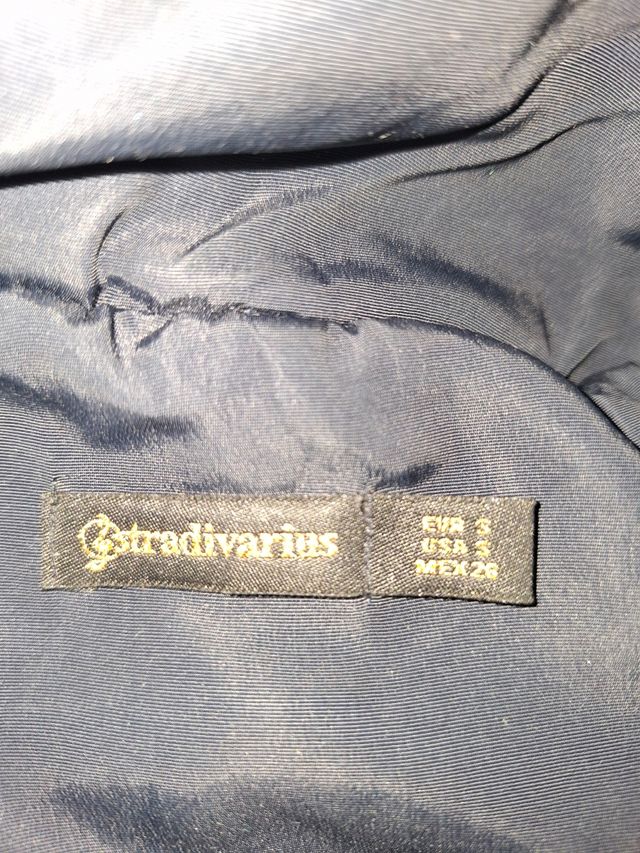 stradivarius
EUR S
USA S
MEX 26